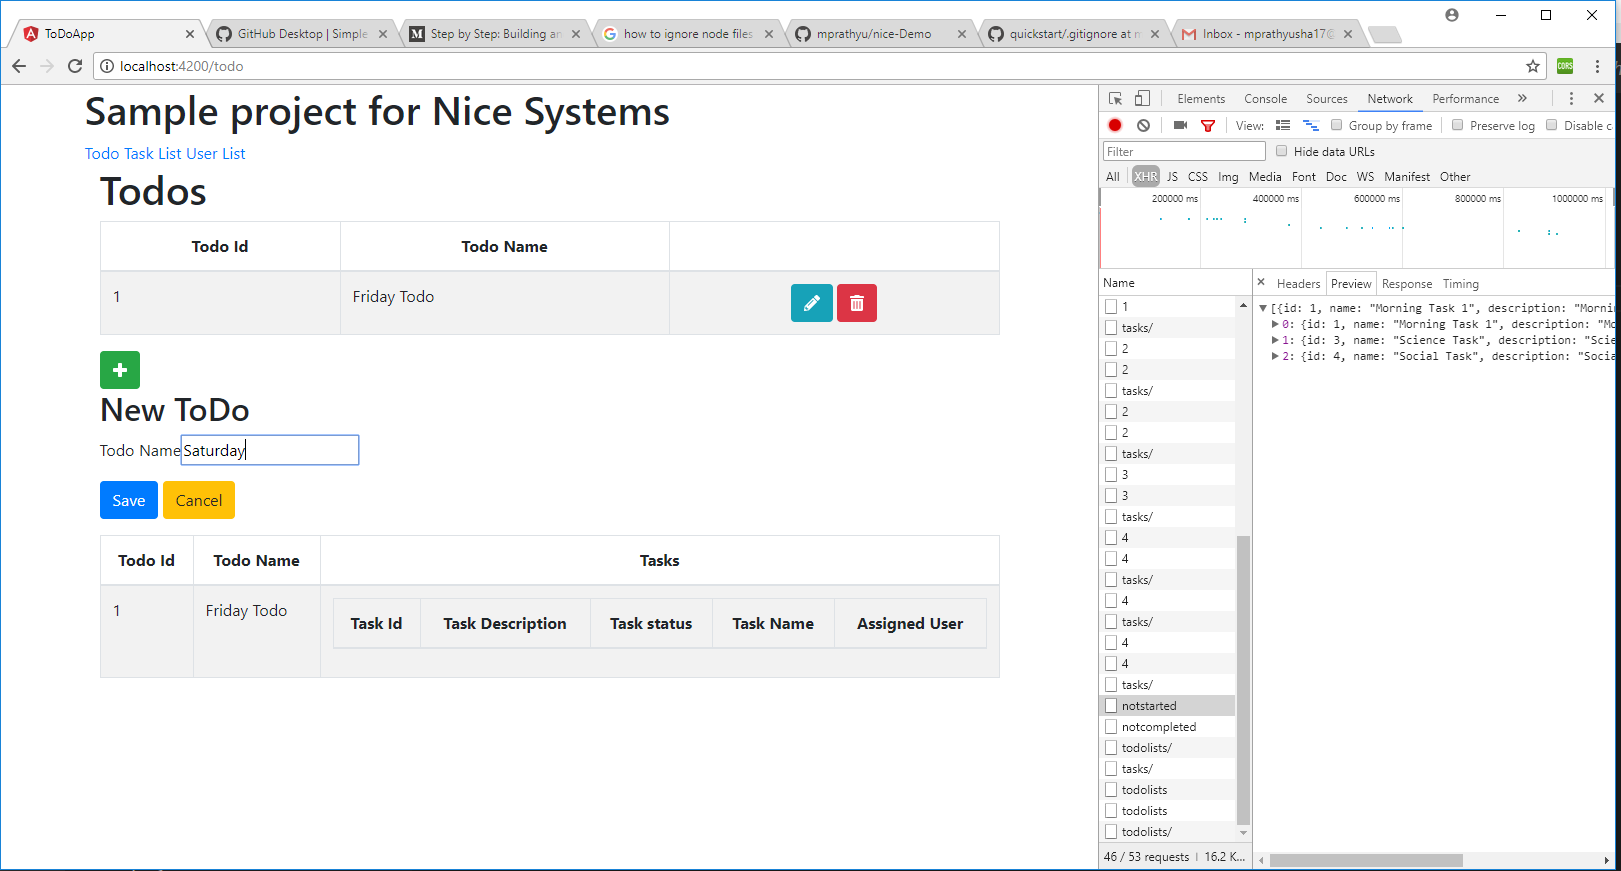 ToDoApp
GitHub Desktop | Simple
Step by Step: Building an
how to ignore node files
mprathyu/nice-Demo
quickstart/.gitignore at m
Inbox - mprathyusha17@
localhost:4200/todo
CORS
Sample project for Nice Systems
Todo Task List User List
Todos
Todo Id Todo Name
1 Friday Todo
New ToDo
Todo Name Saturday
Save Cancel
Todo Id Todo Name Tasks
1 Friday Todo
Task Id Task Description Task status Task Name Assigned User
Elements Console Sources Network Performance »
View: Group by frame Preserve log Disable c
Filter Hide data URLs
All XHR JS CSS Img Media Font Doc WS Manifest Other
200000 ms 400000 ms 600000 ms 800000 ms 1000000 ms
Name
1
tasks/
2
2
tasks/
2
2
tasks/
3
3
tasks/
4
4
tasks/
4
tasks/
4
4
tasks/
notstarted
notcompleted
todolists/
tasks/
todolists
todolists
todolists/
46 / 53 requests | 16.2 K...
× Headers Preview Response Timing
[{id: 1, name: "Morning Task 1", description: "Mornin
0: {id: 1, name: "Morning Task 1", description: "Mo
1: {id: 3, name: "Science Task", description: "Scie
2: {id: 4, name: "Social Task", description: "Socia